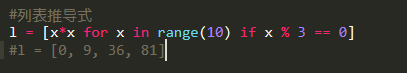 #列表推导式
l = [x*x for x in range(10) if x % 3 == 0]
#l = [0, 9, 36, 81]